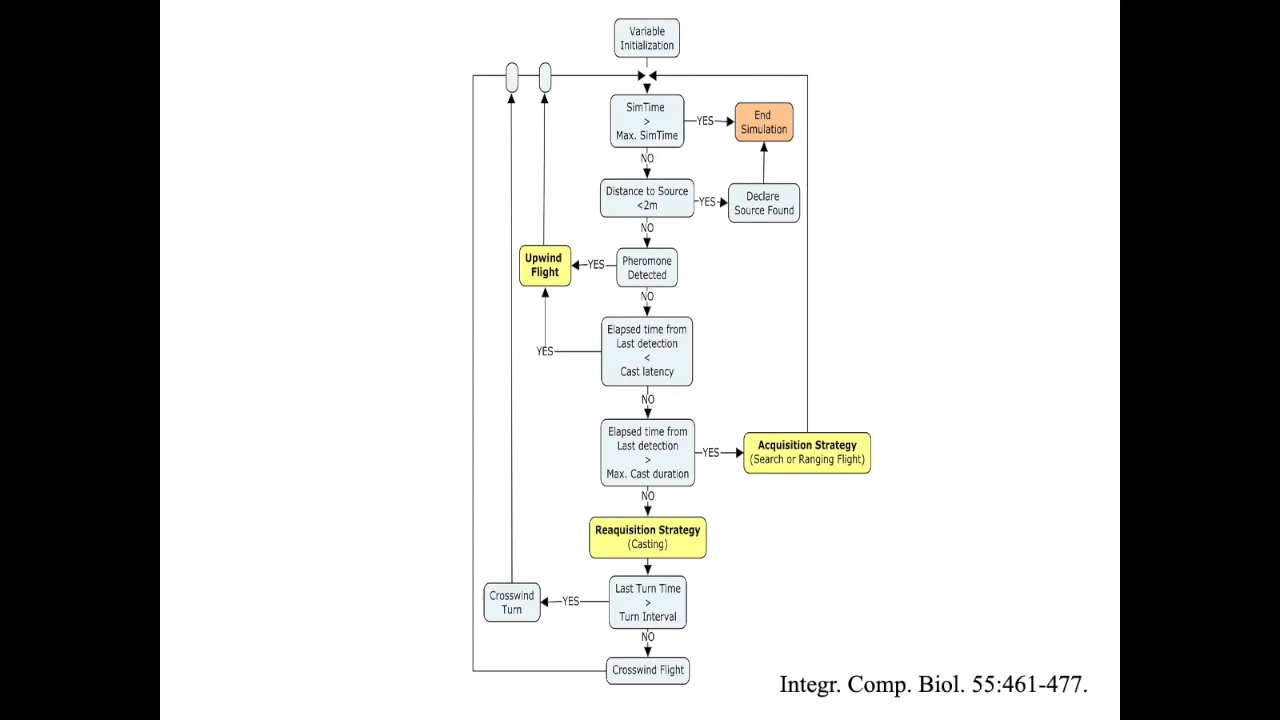 Variable
Initialization
SimTime
>
Max. SimTime
YES
End
Simulation
NO
Distance to Source
<2m
YES
Declare
Source Found
NO
Pheromone
Detected
YES
Upwind
Flight
NO
Elapsed time from
Last detection
<
Cast latency
YES
NO
Elapsed time from
Last detection
>
Max. Cast duration
YES
Acquisition Strategy
(Search or Ranging Flight)
NO
Reaquisition Strategy
(Casting)
Last Turn Time
>
Turn Interval
YES
Crosswind
Turn
NO
Crosswind Flight
Integr. Comp. Biol. 55:461-477.